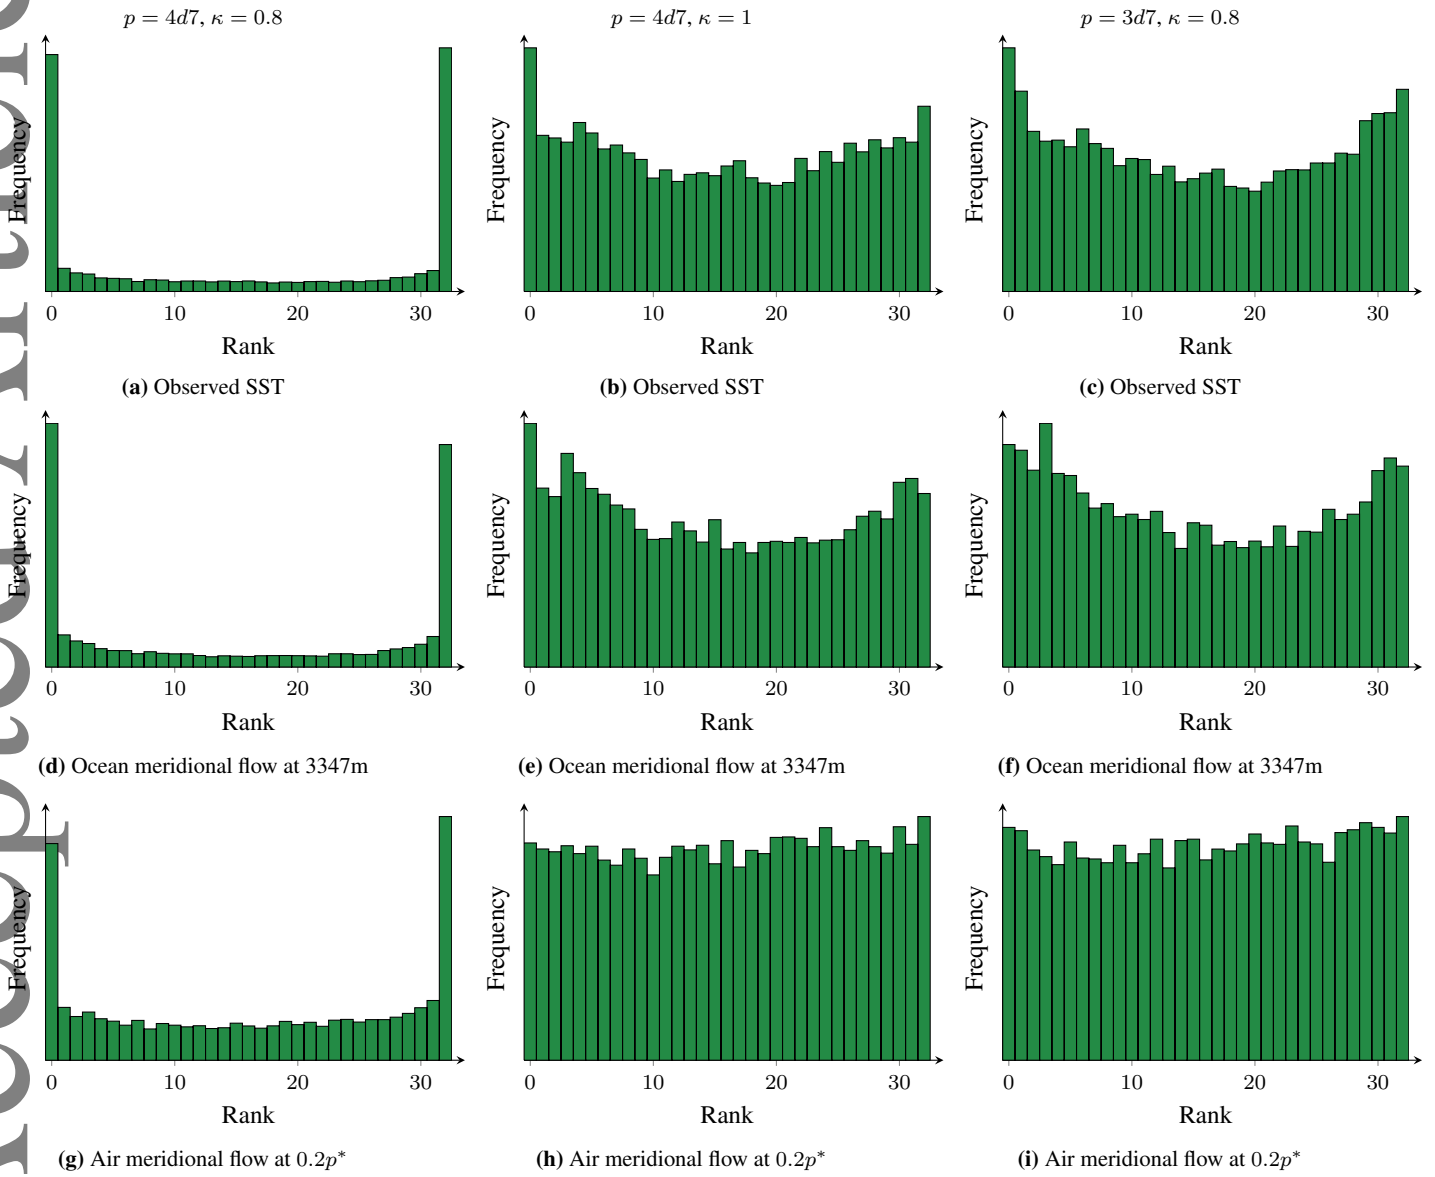 p = 4d7, κ = 0.8
p = 4d7, κ = 1
p = 3d7, κ = 0.8
Frequency
Frequency
Frequency
0 10 20 30
0 10 20 30
0 10 20 30
Rank
Rank
Rank
(a) Observed SST
(b) Observed SST
(c) Observed SST
Frequency
Frequency
Frequency
0 10 20 30
0 10 20 30
0 10 20 30
Rank
Rank
Rank
(d) Ocean meridional flow at 3347m
(e) Ocean meridional flow at 3347m
(f) Ocean meridional flow at 3347m
Frequency
Frequency
Frequency
0 10 20 30
0 10 20 30
0 10 20 30
Rank
Rank
Rank
(g) Air meridional flow at 0.2p*
(h) Air meridional flow at 0.2p*
(i) Air meridional flow at 0.2p*